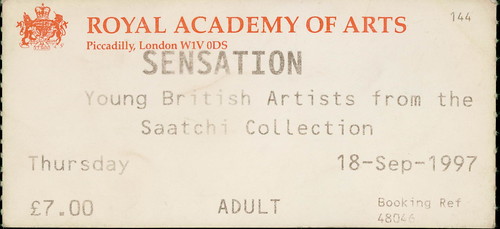 144
ROYAL ACADEMY OF ARTS
Piccadilly, London W1V 0DS
SENSATION
Young British Artists from the
Saatchi Collection
Thursday 18-Sep-1997
£7.00 ADULT Booking Ref
48046